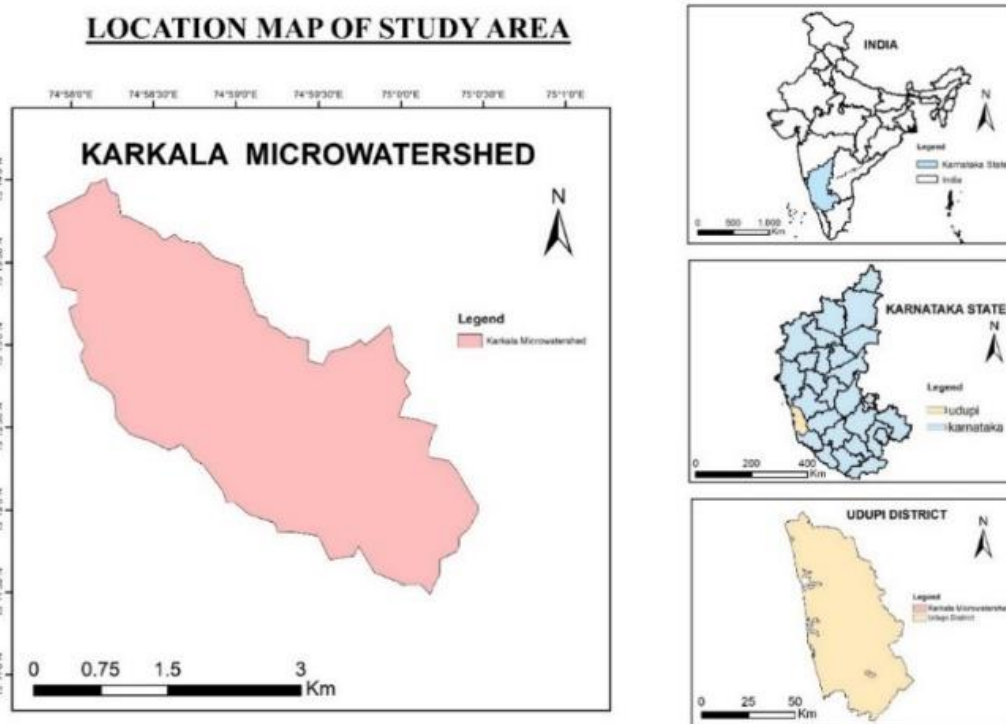 LOCATION MAP OF STUDY AREA
74°58'0"E 74°58'30"E 74°59'0"E 74°59'30"E 75°0'0"E 75°0'30"E 75°1'0"E
KARKALA MICROWATERSHED
N
Legend
Karkala Microwatershed
0 0.75 1.5 3
Km
INDIA
N
Legend
Karnataka State
India
0 500 1,000
Km
KARNATAKA STATE
N
Legend
udupi
karnataka
0 200 400
Km
UDUPI DISTRICT
N
Legend
Karkala Microwatershed
Udupi District
0 25 50
Km